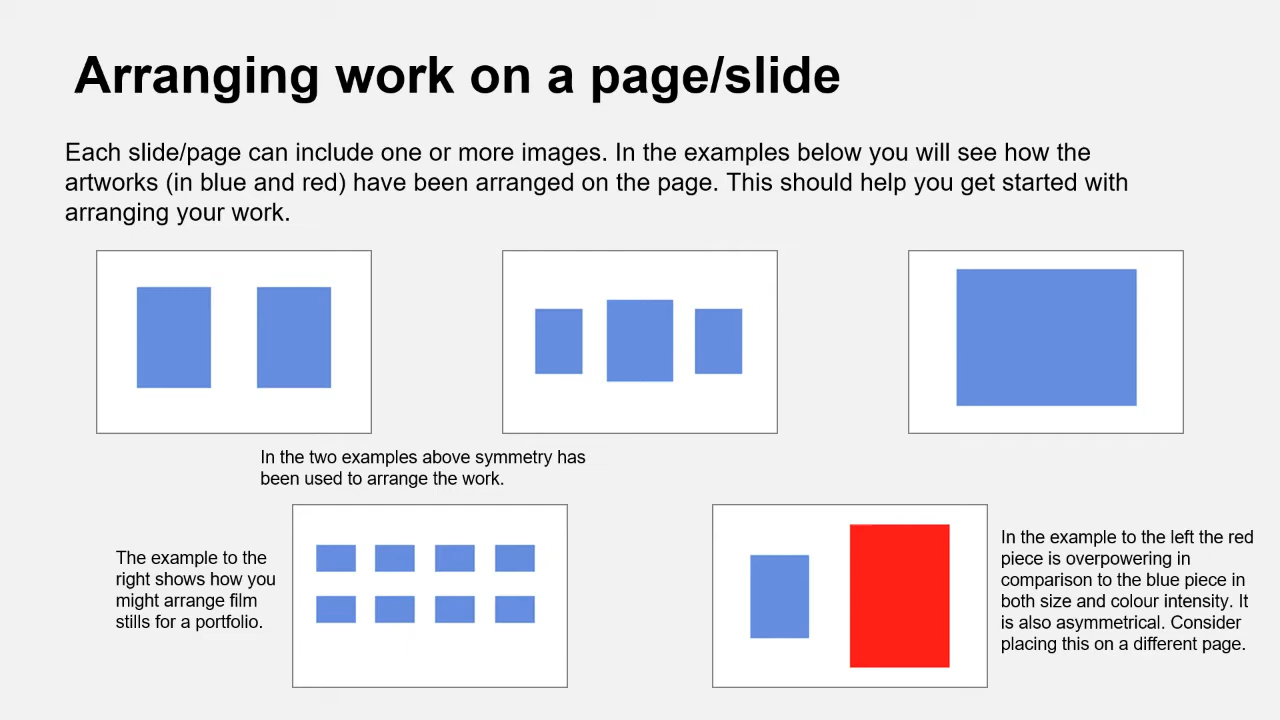 Arranging work on a page/slide
Each slide/page can include one or more images. In the examples below you will see how the
artworks (in blue and red) have been arranged on the page. This should help you get started with
arranging your work.
In the two examples above symmetry has
been used to arrange the work.
The example to the
right shows how you
might arrange film
stills for a portfolio.
In the example to the left the red
piece is overpowering in
comparison to the blue piece in
both size and colour intensity. It
is also asymmetrical. Consider
placing this on a different page.